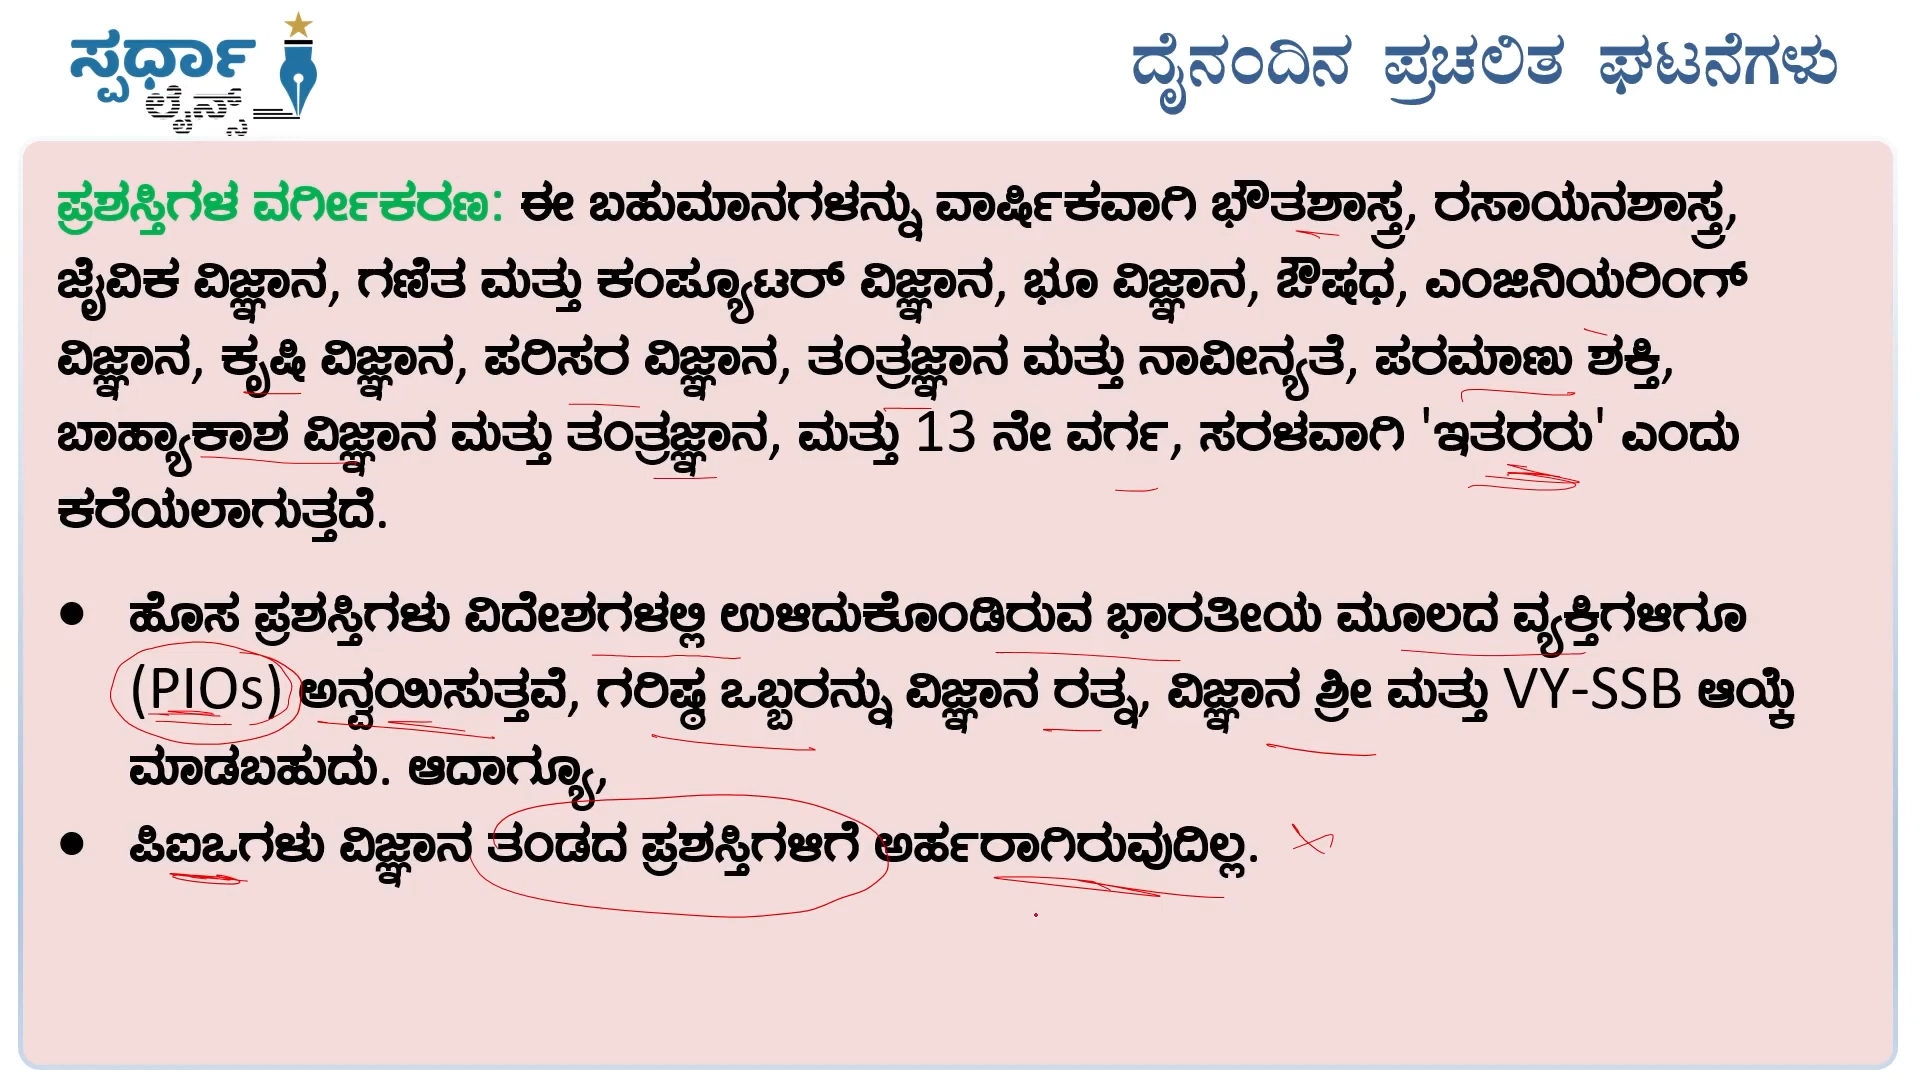 ಸ್ಪರ್ಧಾ
ಲೈನ್ಸ್
ದೈನಂದಿನ ಪ್ರಚಲಿತ ಘಟನೆಗಳು
ಪ್ರಶಸ್ತಿಗಳ ವರ್ಗೀಕರಣ: ಈ ಬಹುಮಾನಗಳನ್ನು ವಾರ್ಷಿಕವಾಗಿ ಭೌತಶಾಸ್ತ್ರ, ರಸಾಯನಶಾಸ್ತ್ರ,
ಜೈವಿಕ ವಿಜ್ಞಾನ, ಗಣಿತ ಮತ್ತು ಕಂಪ್ಯೂಟರ್ ವಿಜ್ಞಾನ, ಭೂ ವಿಜ್ಞಾನ, ಔಷಧ, ಎಂಜಿನಿಯರಿಂಗ್
ವಿಜ್ಞಾನ, ಕೃಷಿ ವಿಜ್ಞಾನ, ಪರಿಸರ ವಿಜ್ಞಾನ, ತಂತ್ರಜ್ಞಾನ ಮತ್ತು ನಾವೀನ್ಯತೆ, ಪರಮಾಣು ಶಕ್ತಿ,
ಬಾಹ್ಯಾಕಾಶ ವಿಜ್ಞಾನ ಮತ್ತು ತಂತ್ರಜ್ಞಾನ, ಮತ್ತು 13 ನೇ ವರ್ಗ, ಸರಳವಾಗಿ 'ಇತರರು' ಎಂದು
ಕರೆಯಲಾಗುತ್ತದೆ.
● ಹೊಸ ಪ್ರಶಸ್ತಿಗಳು ವಿದೇಶಗಳಲ್ಲಿ ಉಳಿದುಕೊಂಡಿರುವ ಭಾರತೀಯ ಮೂಲದ ವ್ಯಕ್ತಿಗಳಿಗೂ
(PIOs) ಅನ್ವಯಿಸುತ್ತವೆ, ಗರಿಷ್ಠ ಒಬ್ಬರನ್ನು ವಿಜ್ಞಾನ ರತ್ನ, ವಿಜ್ಞಾನ ಶ್ರೀ ಮತ್ತು VY-SSB ಆಯ್ಕೆ
ಮಾಡಬಹುದು. ಆದಾಗ್ಯೂ,
● ಪಿಐಒಗಳು ವಿಜ್ಞಾನ ತಂಡದ ಪ್ರಶಸ್ತಿಗಳಿಗೆ ಅರ್ಹರಾಗಿರುವುದಿಲ್ಲ.